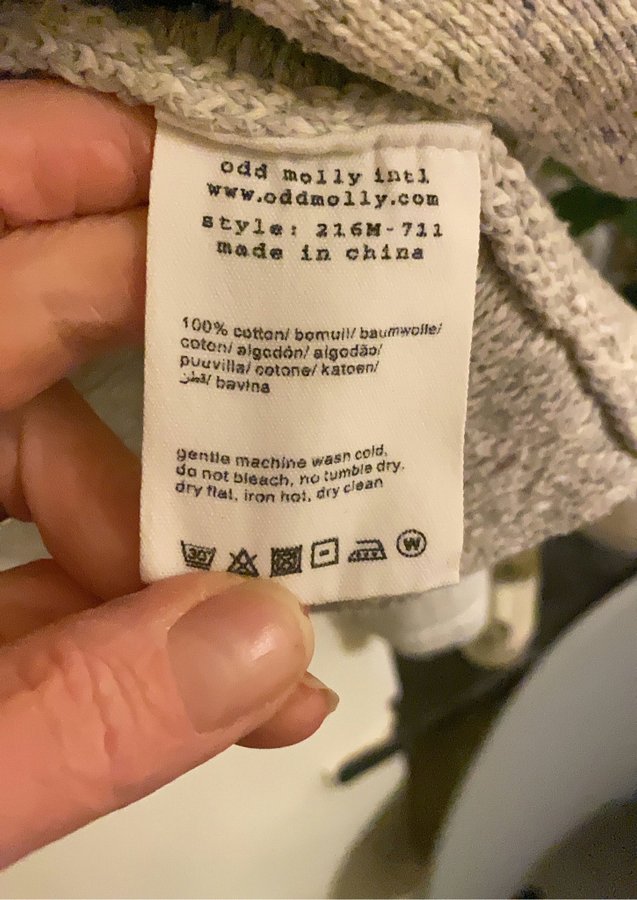 odd molly intl
www.oddmolly.com
style: 216M-711
made in china
100% cotton/ bomull/ baumwolle/
coton/ algodón/ algodão/
puuvilla/ cotone/ katoen/
قطن/ bavlna
gentle machine wash cold,
do not bleach, no tumble dry.
dry flat, iron hot, dry clean
30° W